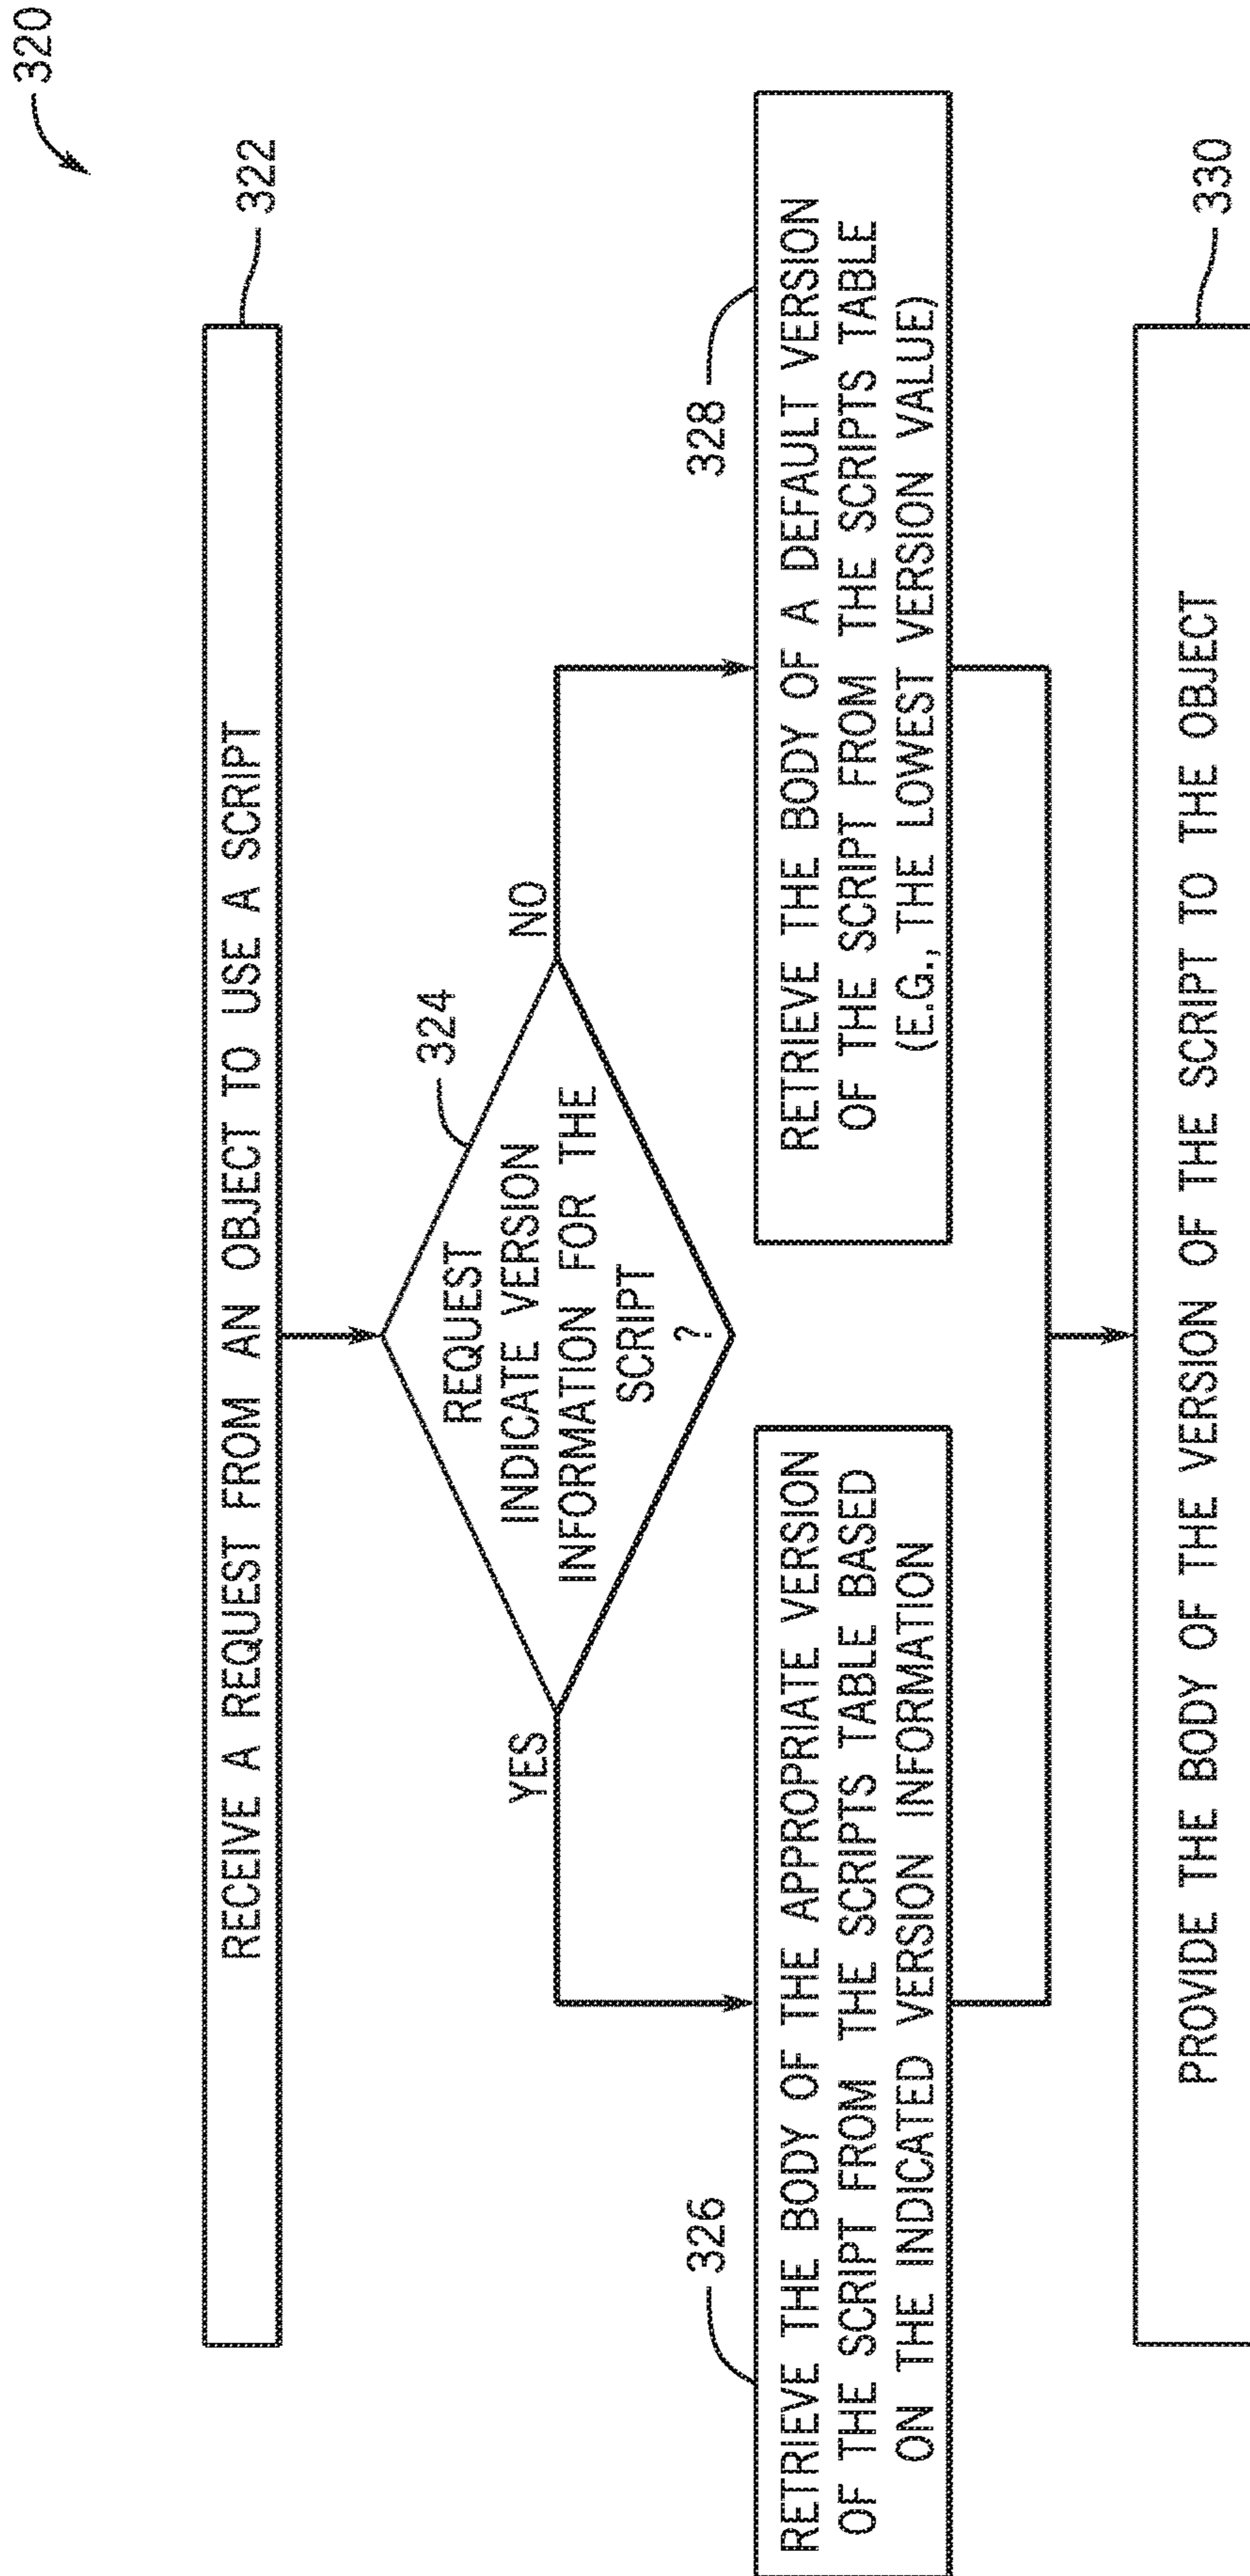 320
RECEIVE A REQUEST FROM AN OBJECT TO USE A SCRIPT
322
324
REQUEST
INDICATE VERSION
INFORMATION FOR THE
SCRIPT
?
YES
NO
326
RETRIEVE THE BODY OF THE APPROPRIATE VERSION
OF THE SCRIPT FROM THE SCRIPTS TABLE BASED
ON THE INDICATED VERSION INFORMATION
328
RETRIEVE THE BODY OF A DEFAULT VERSION
OF THE SCRIPT FROM THE SCRIPTS TABLE
(E.G., THE LOWEST VERSION VALUE)
PROVIDE THE BODY OF THE VERSION OF THE SCRIPT TO THE OBJECT
330